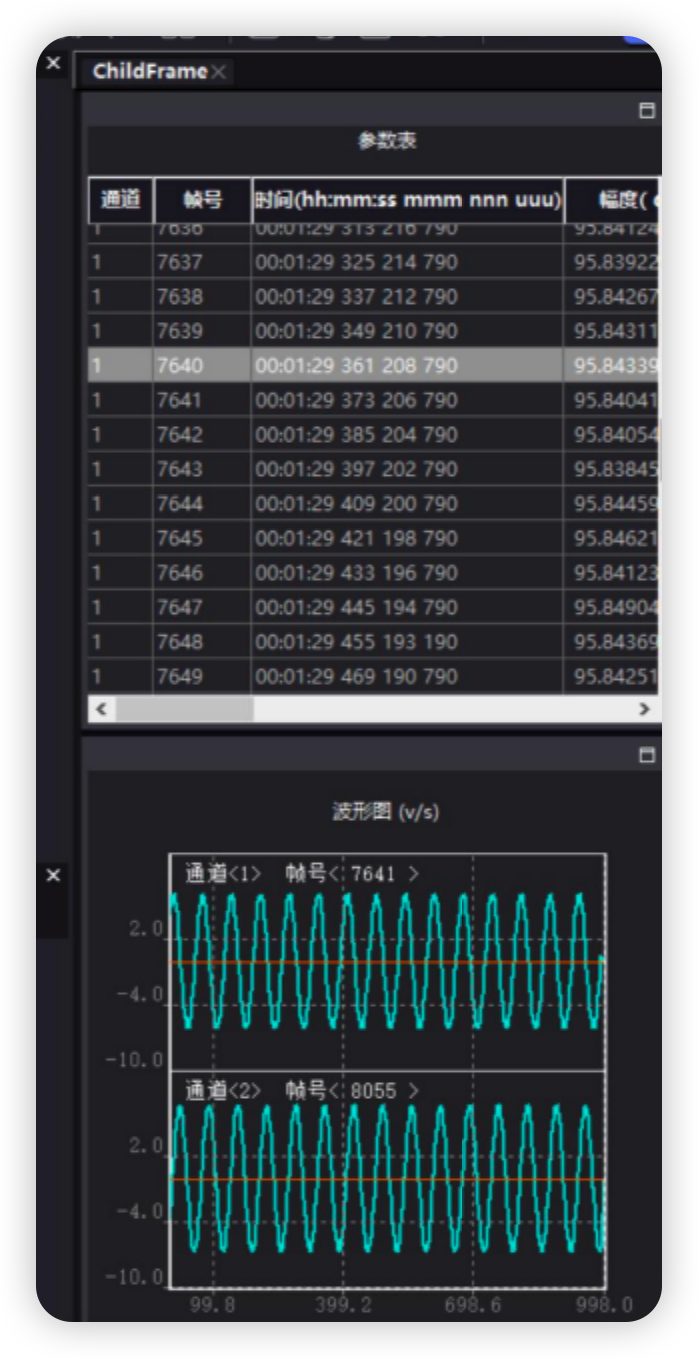 ChildFrame
参数表
通道 帧号 时间(hh:mm:ss mmm nnn uuu) 幅度(
1 7636 00:01:29 313 216 790 95.84124
1 7637 00:01:29 325 214 790 95.83922
1 7638 00:01:29 337 212 790 95.84267
1 7639 00:01:29 349 210 790 95.84311
1 7640 00:01:29 361 208 790 95.84339
1 7641 00:01:29 373 206 790 95.84041
1 7642 00:01:29 385 204 790 95.84054
1 7643 00:01:29 397 202 790 95.83845
1 7644 00:01:29 409 200 790 95.84459
1 7645 00:01:29 421 198 790 95.84621
1 7646 00:01:29 433 196 790 95.84123
1 7647 00:01:29 445 194 790 95.84904
1 7648 00:01:29 455 193 190 95.84369
1 7649 00:01:29 469 190 790 95.84251
波形图 (v/s)
通道<1> 帧号< 7641 >
2.0
-4.0
-10.0
通道<2> 帧号< 8055 >
2.0
-4.0
-10.0
99.8 399.2 698.6 998.0